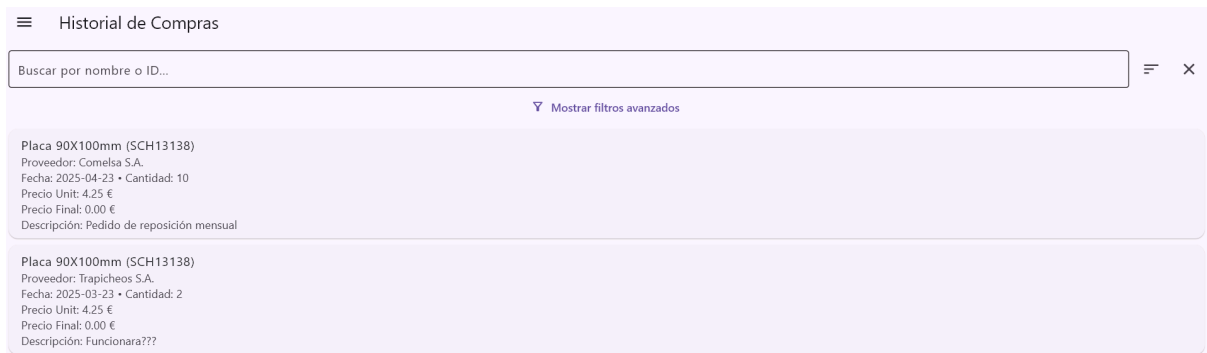 Historial de Compras
Buscar por nombre o ID...
Mostrar filtros avanzados
Placa 90X100mm (SCH13138)
Proveedor: Comelsa S.A.
Fecha: 2025-04-23 • Cantidad: 10
Precio Unit: 4.25 €
Precio Final: 0.00 €
Descripción: Pedido de reposición mensual
Placa 90X100mm (SCH13138)
Proveedor: Trapicheos S.A.
Fecha: 2025-03-23 • Cantidad: 2
Precio Unit: 4.25 €
Precio Final: 0.00 €
Descripción: Funcionara???